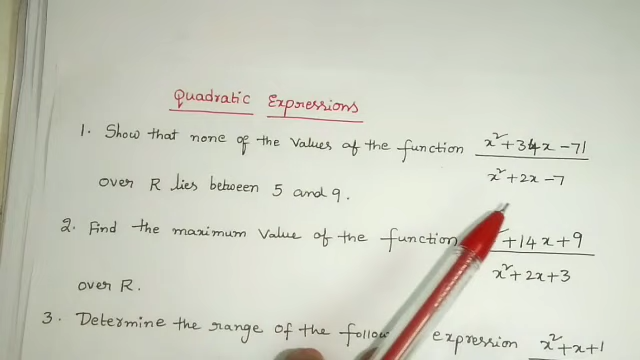 Quadratic Expressions
1. Show that none of the values of the function (x²+34x-71)/(x²+2x-7)
over R lies between 5 and 9.
2. Find the maximum value of the function +14x+9/(x²+2x+3)
over R.
3. Determine the range of the expression x²+x+1